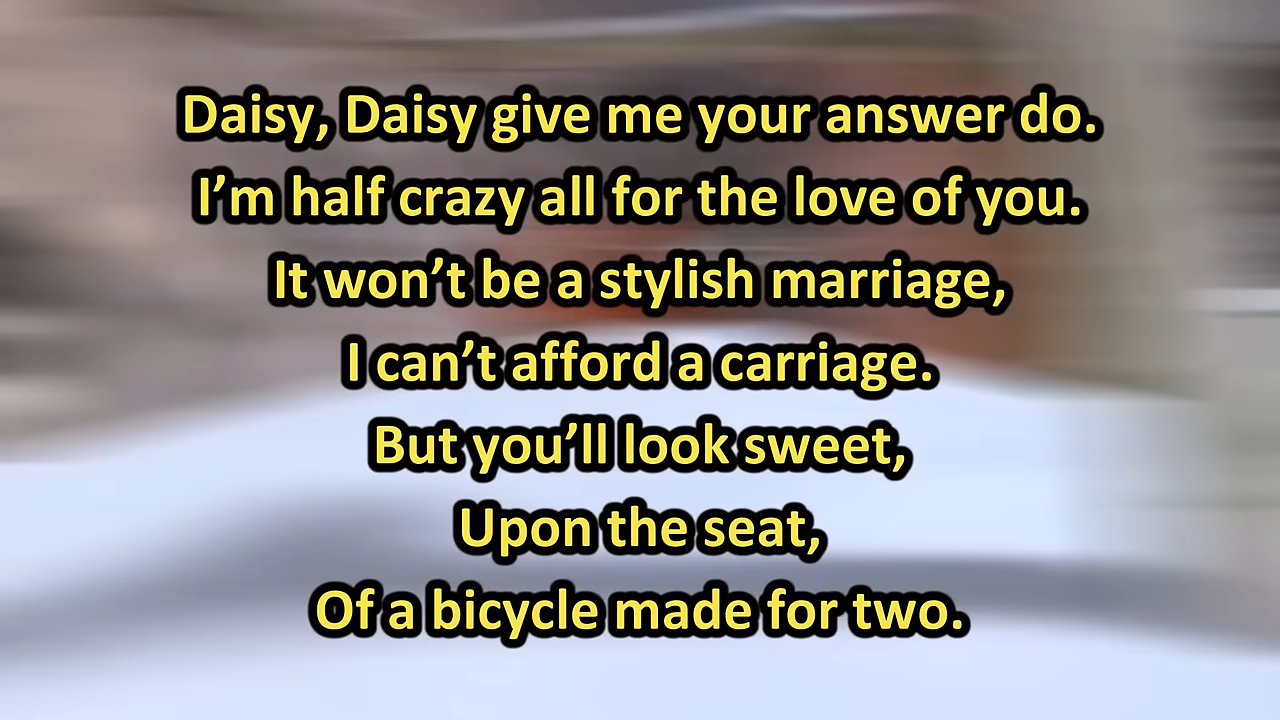 Daisy, Daisy give me your answer do.
I’m half crazy all for the love of you.
It won’t be a stylish marriage,
I can’t afford a carriage.
But you’ll look sweet,
Upon the seat,
Of a bicycle made for two.